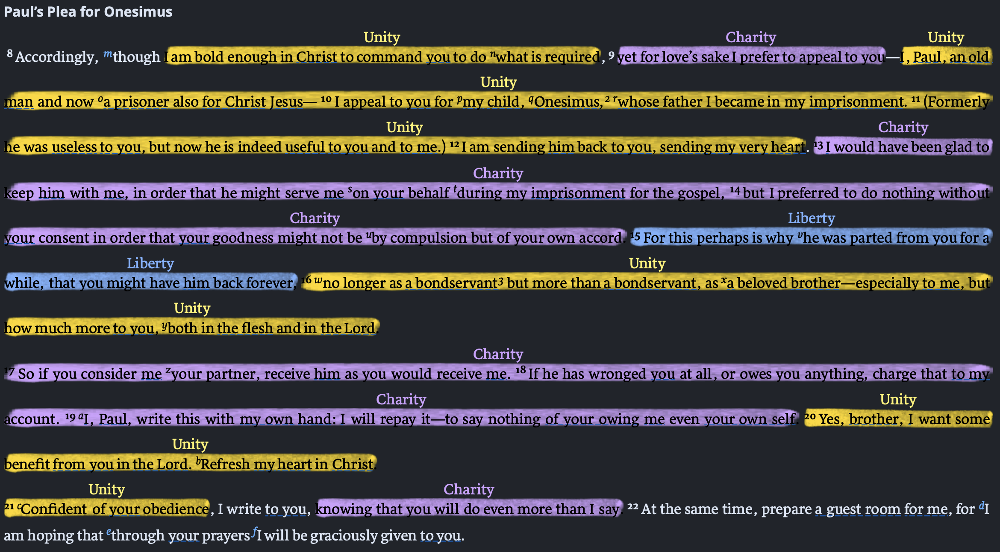 Paul’s Plea for Onesimus
Unity Charity Unity
8 Accordingly, mthough I am bold enough in Christ to command you to do nwhat is required, 9 yet for love’s sake I prefer to appeal to you—I, Paul, an old
Unity
man and now oa prisoner also for Christ Jesus— 10 I appeal to you for pmy child, qOnesimus,2 rwhose father I became in my imprisonment. 11 (Formerly
Unity Charity
he was useless to you, but now he is indeed useful to you and to me.) 12 I am sending him back to you, sending my very heart. 13 I would have been glad to
Charity
keep him with me, in order that he might serve me son your behalf tduring my imprisonment for the gospel, 14 but I preferred to do nothing without
Charity Liberty
your consent in order that your goodness might not be uby compulsion but of your own accord. 15 For this perhaps is why vhe was parted from you for a
Liberty Unity
while, that you might have him back forever, 16 wno longer as a bondservant3 but more than a bondservant, as xa beloved brother—especially to me, but
Unity
how much more to you, yboth in the flesh and in the Lord.
Charity
17 So if you consider me zyour partner, receive him as you would receive me. 18 If he has wronged you at all, or owes you anything, charge that to my
Charity Unity
account. 19 aI, Paul, write this with my own hand: I will repay it—to say nothing of your owing me even your own self. 20 Yes, brother, I want some
Unity
benefit from you in the Lord. bRefresh my heart in Christ.
Unity Charity
21 cConfident of your obedience, I write to you, knowing that you will do even more than I say. 22 At the same time, prepare a guest room for me, for dI
am hoping that ethrough your prayers fI will be graciously given to you.